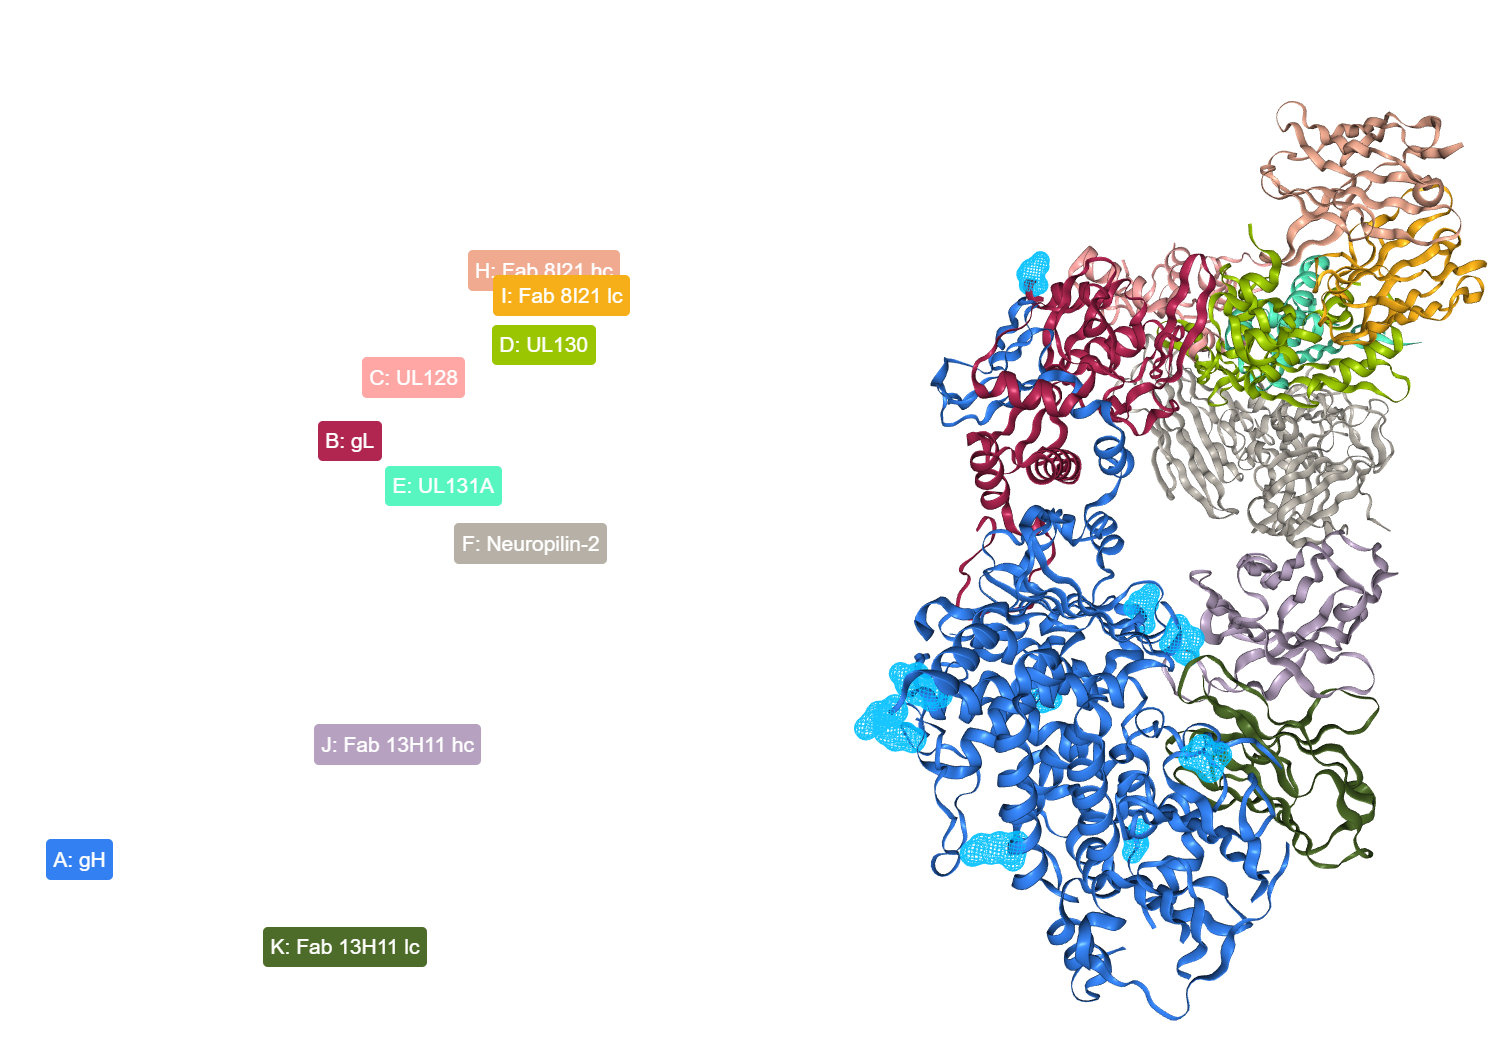 H: Fab 8I21 hc
I: Fab 8I21 lc
D: UL130
C: UL128
B: gL
E: UL131A
F: Neuropilin-2
J: Fab 13H11 hc
A: gH
K: Fab 13H11 lc